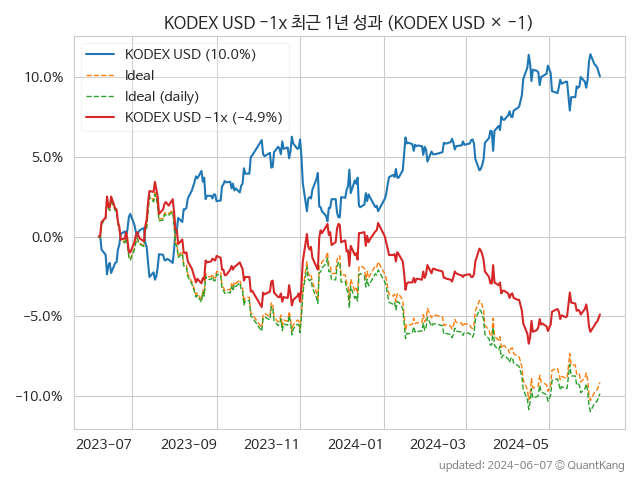 KODEX USD −1x 최근 1년 성과 (KODEX USD × −1)
KODEX USD (10.0%)
Ideal
Ideal (daily)
KODEX USD −1x (−4.9%)
10.0%
5.0%
0.0%
−5.0%
−10.0%
2023-07 2023-09 2023-11 2024-01 2024-03 2024-05
updated: 2024-06-07 © QuantKang